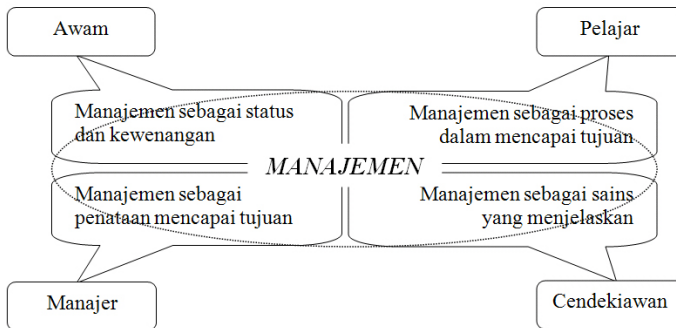 Awam
Pelajar
Manajemen sebagai status
dan kewenangan
Manajemen sebagai proses
dalam mencapai tujuan
MANAJEMEN
Manajemen sebagai
penataan mencapai tujuan
Manajemen sebagai sains
yang menjelaskan
Manajer
Cendekiawan